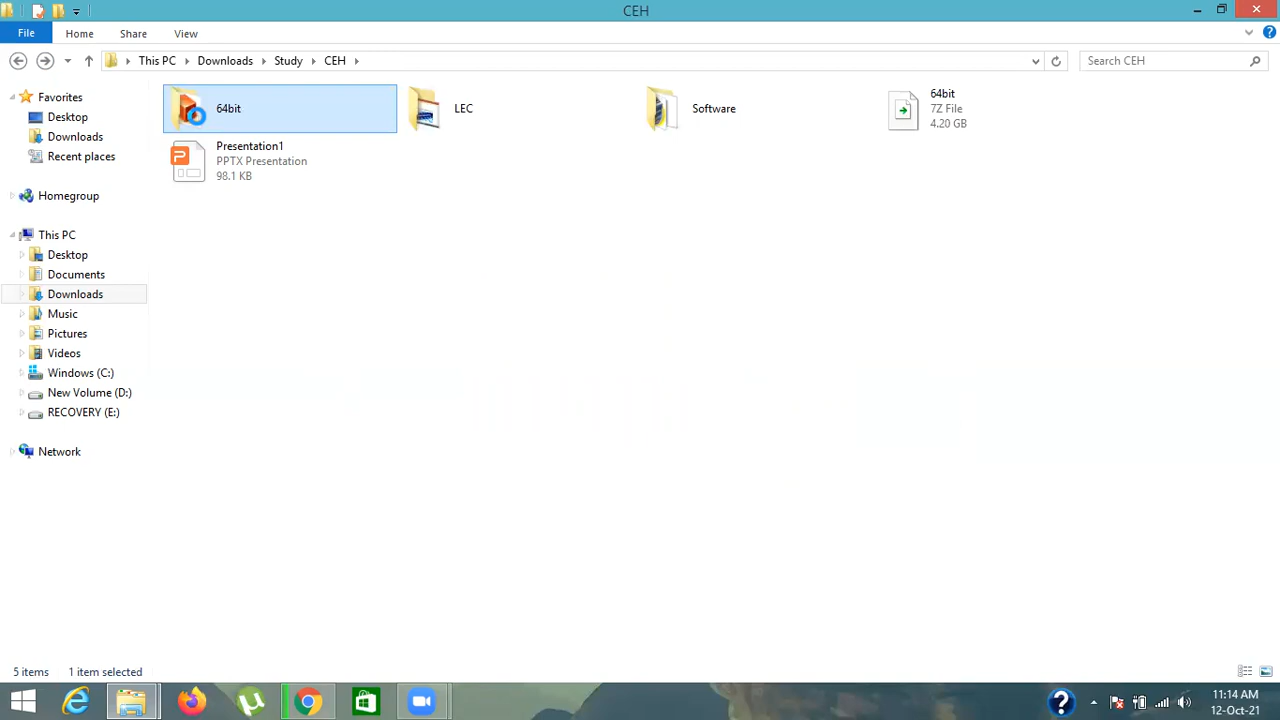 CEH
File
Home
Share
View
This PC
Downloads
Study
CEH
Search CEH
Favorites
Desktop
Downloads
Recent places
Homegroup
This PC
Desktop
Documents
Downloads
Music
Pictures
Videos
Windows (C:)
New Volume (D:)
RECOVERY (E:)
Network
64bit
LEC
Software
64bit
7Z File
4.20 GB
Presentation1
PPTX Presentation
98.1 KB
5 items
1 item selected
11:14 AM
12-Oct-21